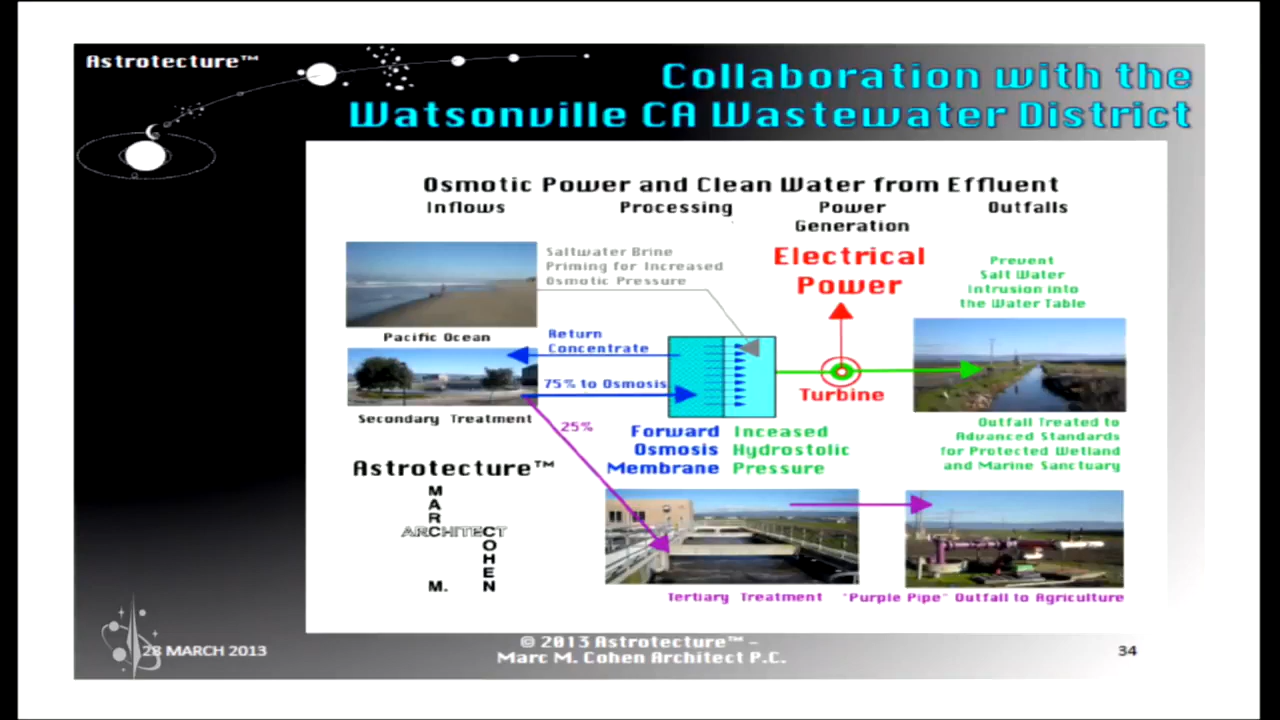 Astrotecture™
Collaboration with the
Watsonville CA Wastewater District
Osmotic Power and Clean Water from Effluent
Inflows
Processing
Power
Generation
Outfalls
Saltwater Brine
Priming for Increased
Osmotic Pressure
Electrical
Power
Prevent
Salt Water
Intrusion into
the Water Table
Pacific Ocean
Return
Concentrate
75% to Osmosis
Turbine
Secondary Treatment
25%
Forward
Osmosis
Membrane
Inceased
Hydrostolic
Pressure
Outfall Treated to
Advanced Standards
for Protected Wetland
and Marine Sanctuary
Astrotecture™
MARC
ARCHITECT
COHEN
M.
Tertiary Treatment
"Purple Pipe" Outfall to Agriculture
28 MARCH 2013
© 2013 Astrotecture™ –
Marc M. Cohen Architect P.C.
34